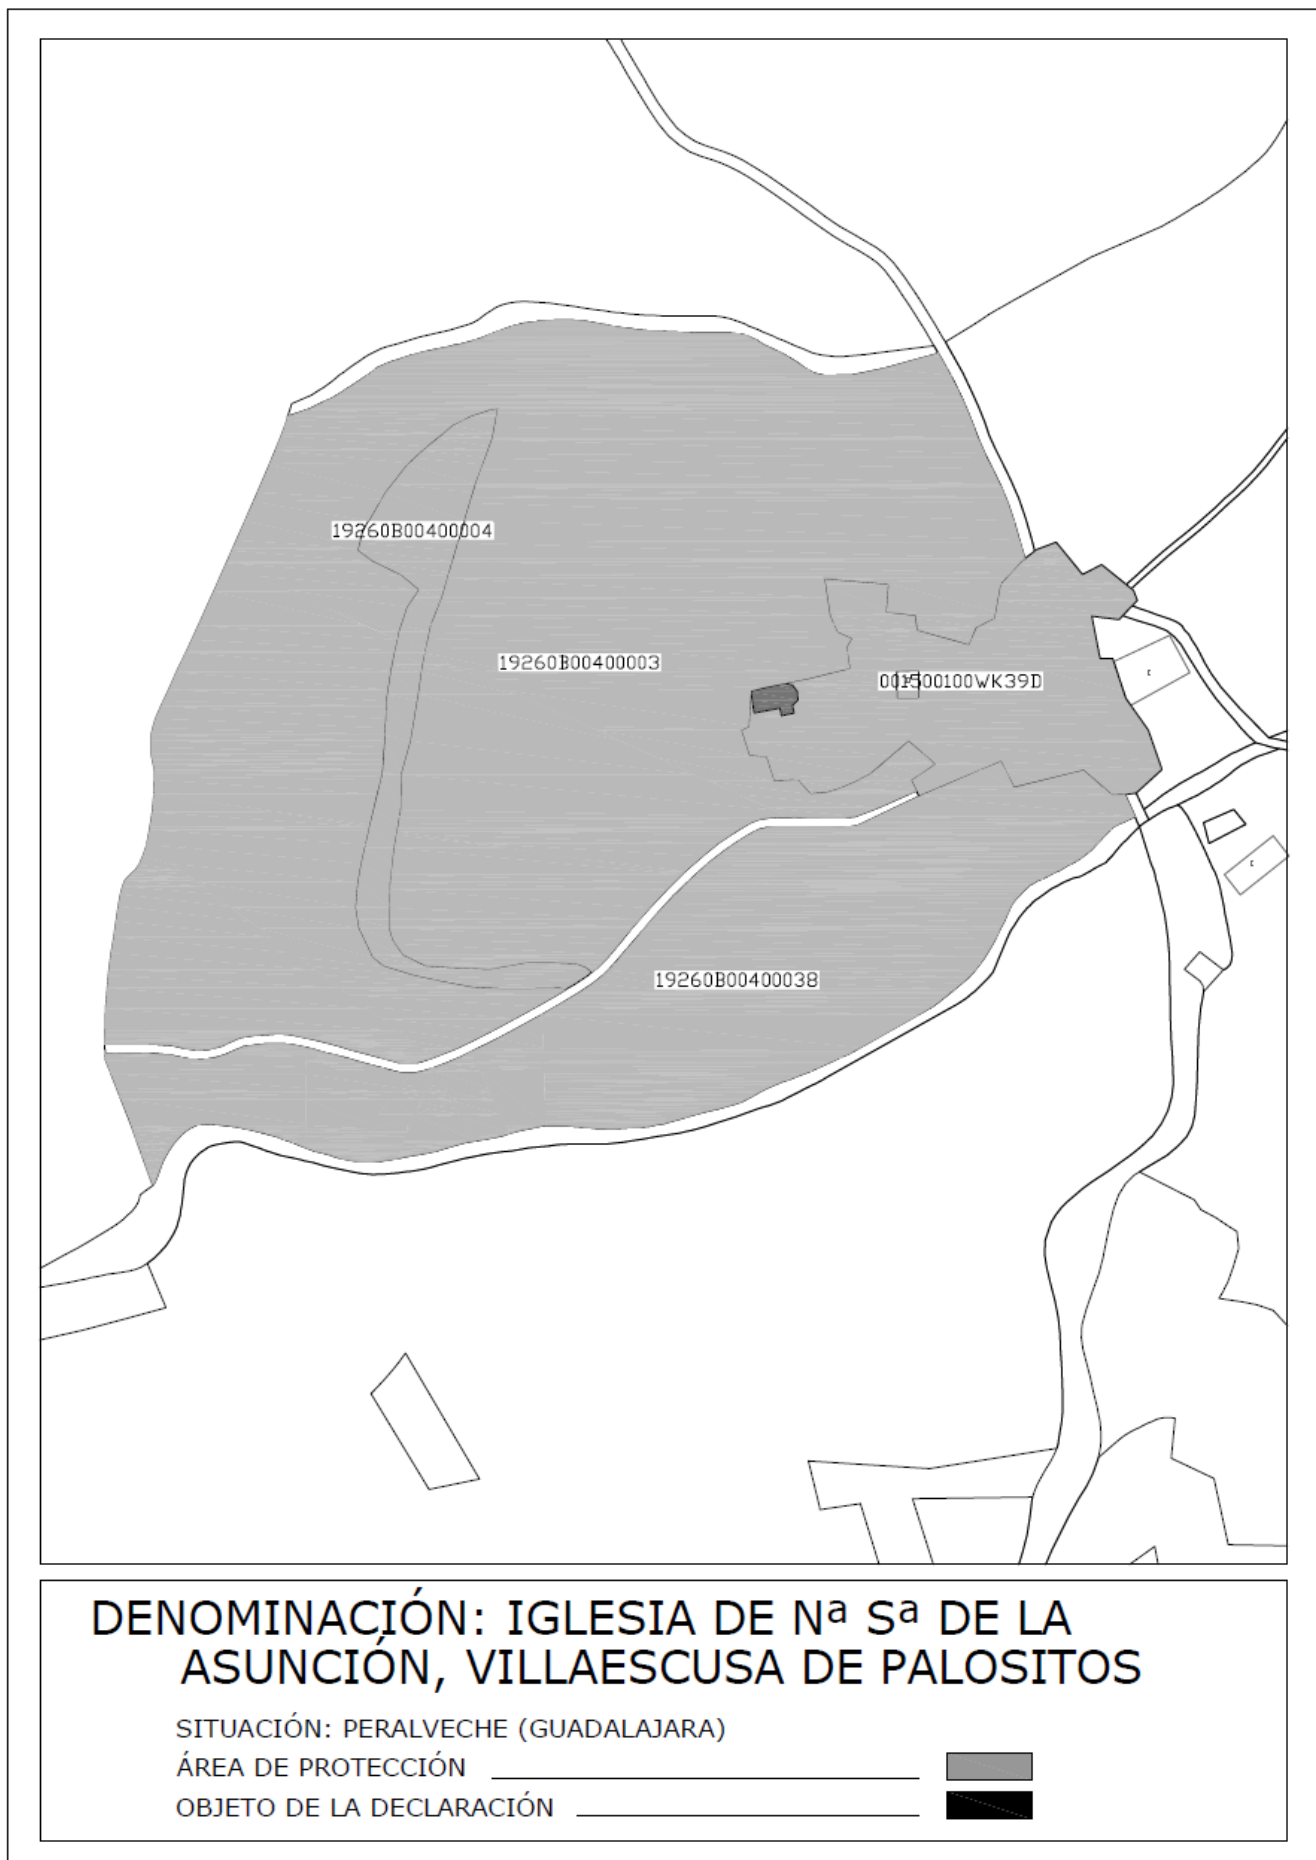 19260B00400004
19260B00400003
001500100WK39D
19260B00400038
DENOMINACIÓN: IGLESIA DE Nª Sª DE LA
ASUNCIÓN, VILLAESCUSA DE PALOSITOS
SITUACIÓN: PERALVECHE (GUADALAJARA)
ÁREA DE PROTECCIÓN
OBJETO DE LA DECLARACIÓN